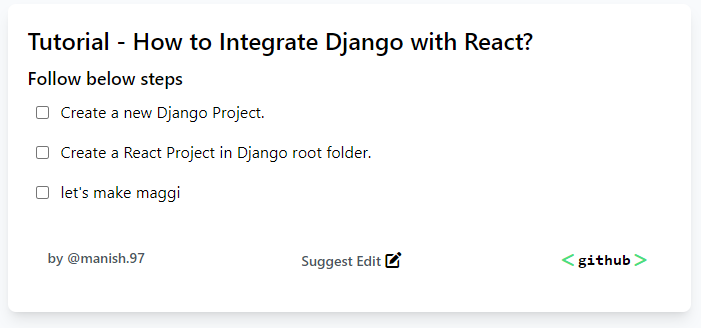 Tutorial - How to Integrate Django with React?
Follow below steps
Create a new Django Project.
Create a React Project in Django root folder.
let's make maggi
by @manish.97
Suggest Edit
<github>